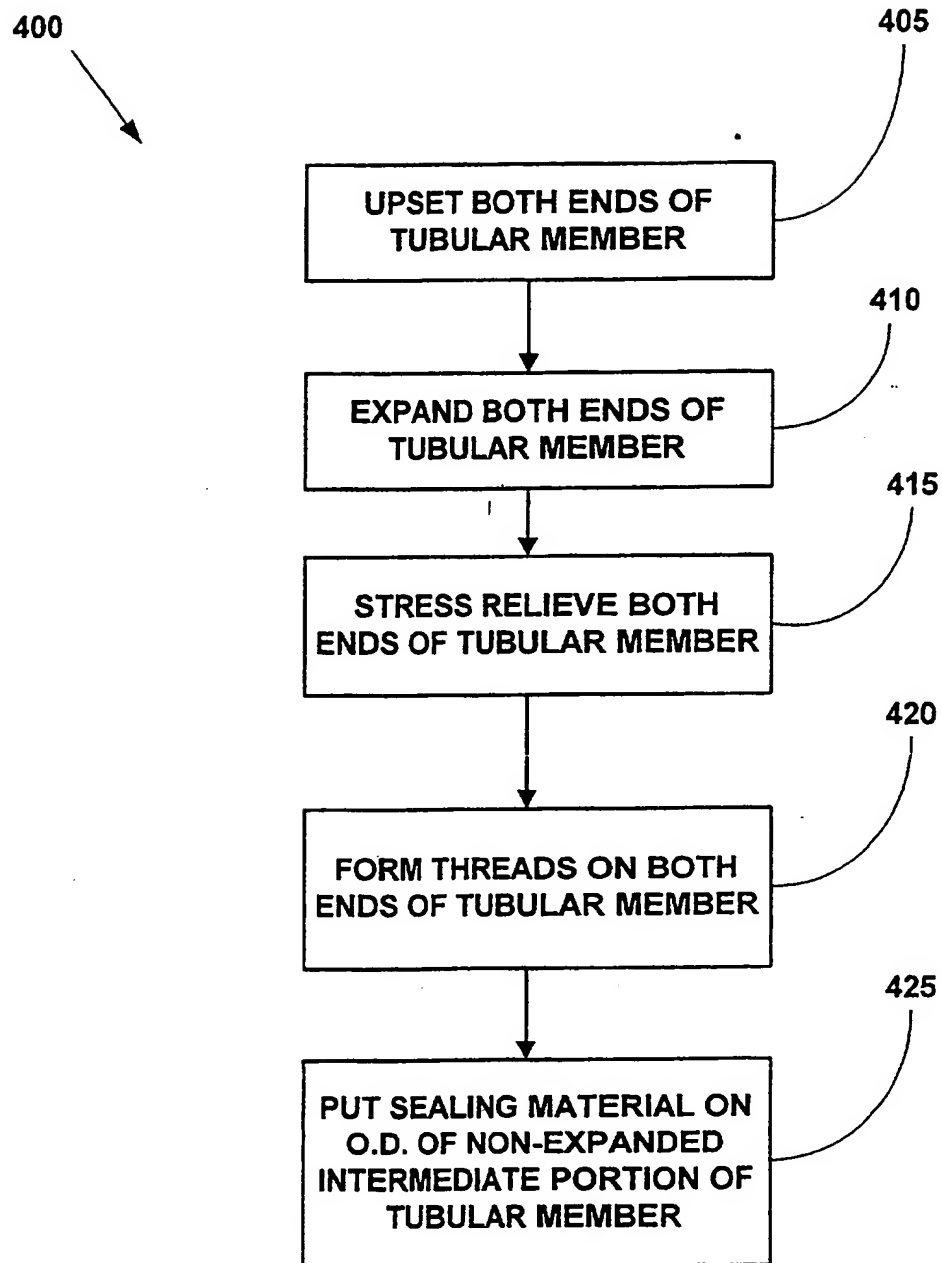 400
405
UPSET BOTH ENDS OF
TUBULAR MEMBER
410
EXPAND BOTH ENDS OF
TUBULAR MEMBER
415
STRESS RELIEVE BOTH
ENDS OF TUBULAR MEMBER
420
FORM THREADS ON BOTH
ENDS OF TUBULAR MEMBER
425
PUT SEALING MATERIAL ON
O.D. OF NON-EXPANDED
INTERMEDIATE PORTION OF
TUBULAR MEMBER